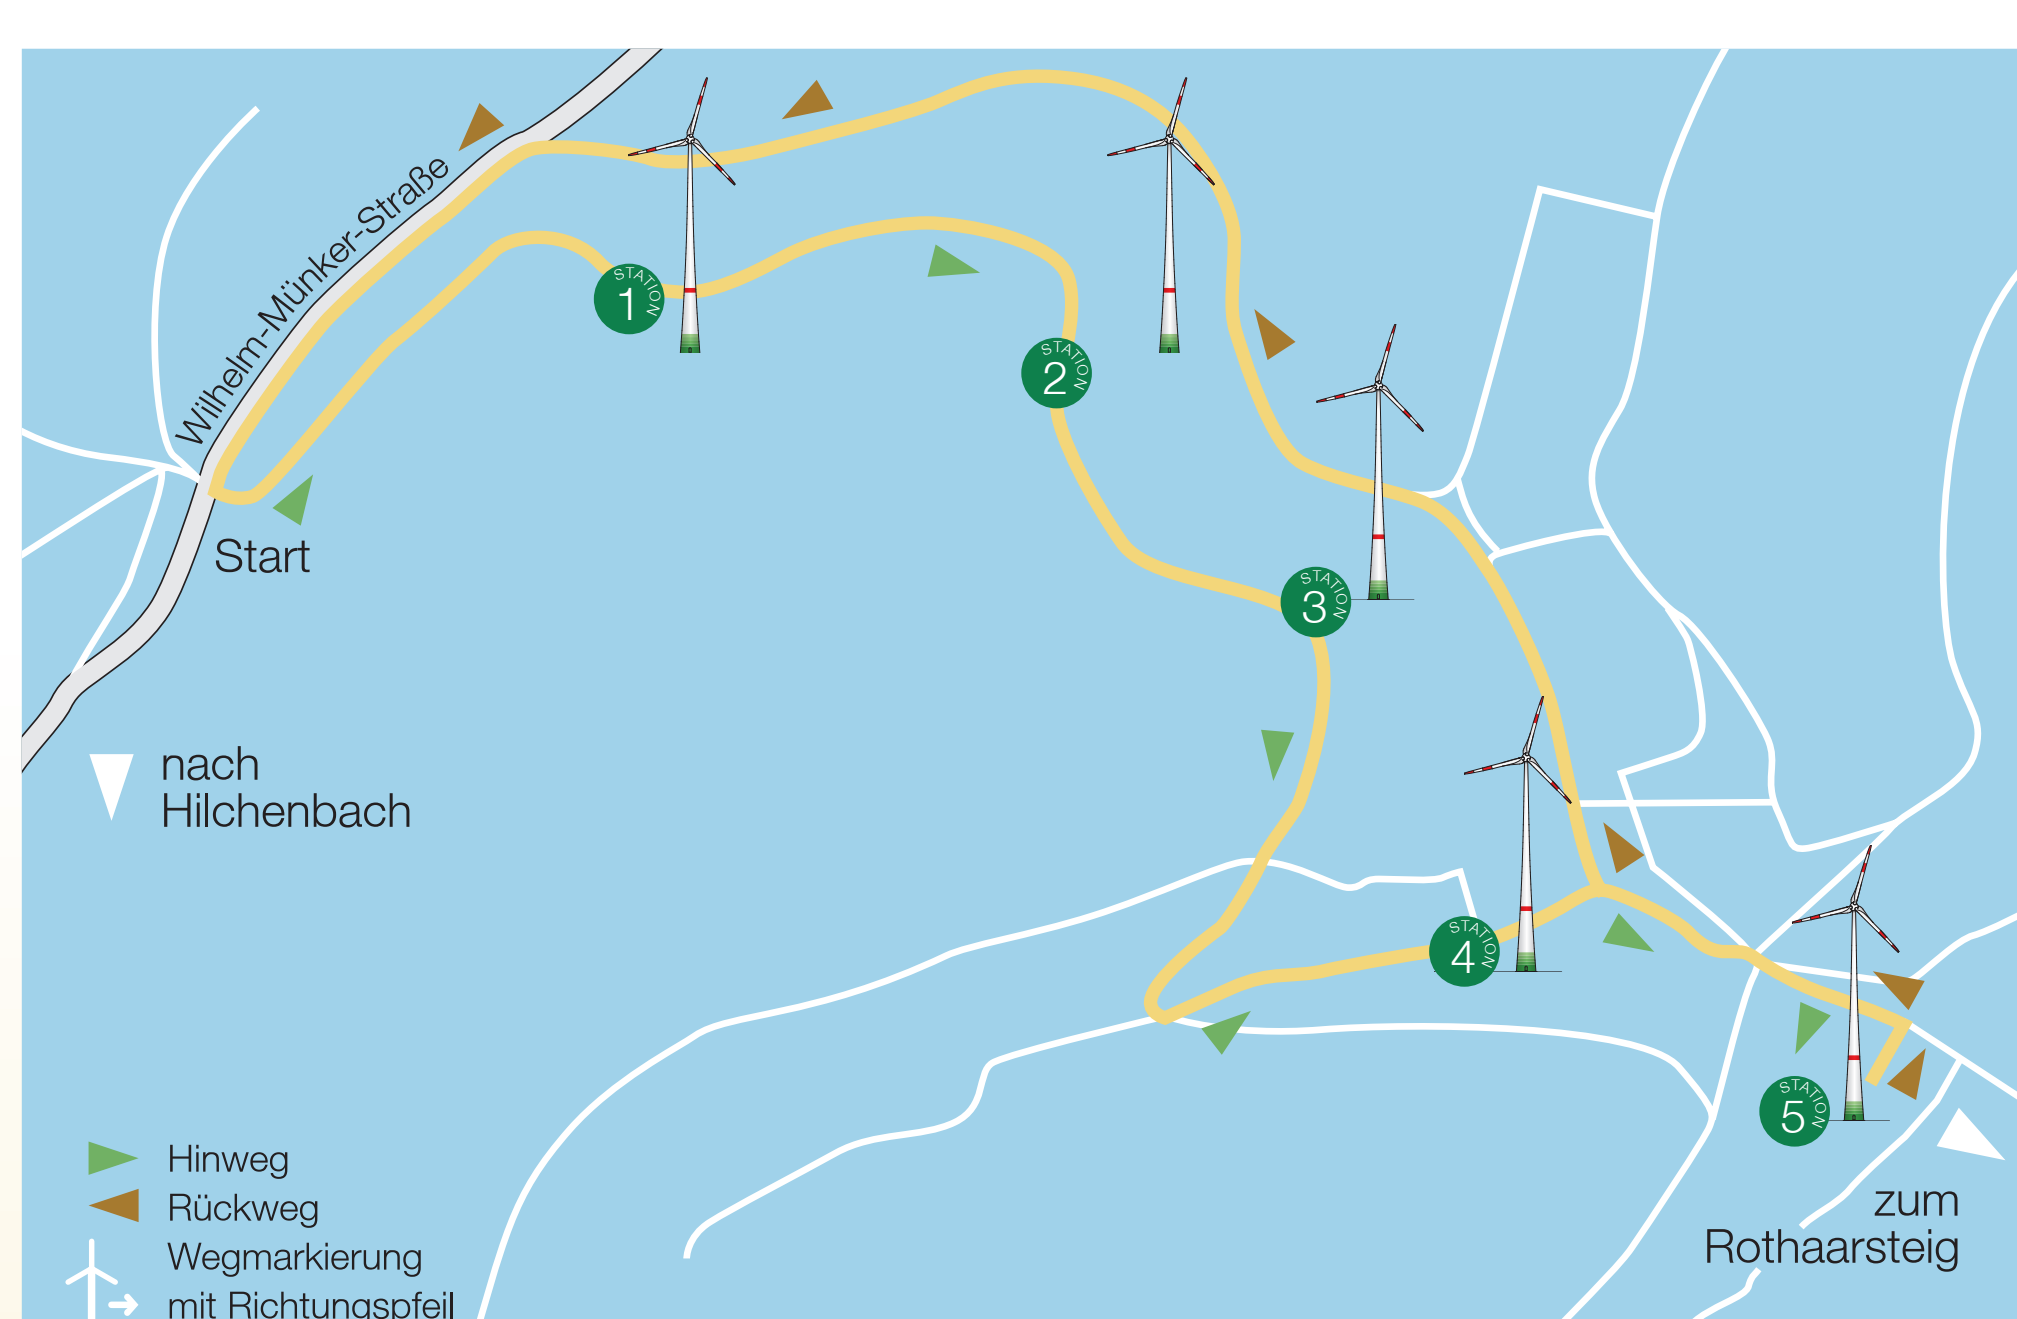 Wilhelm-Münker-Straße
STATION
1
STATION
2
STATION
3
Start
nach
Hilchenbach
STATION
4
STATION
5
zum
Rothaarsteig
Hinweg
Rückweg
Wegmarkierung
mit Richtungspfeil